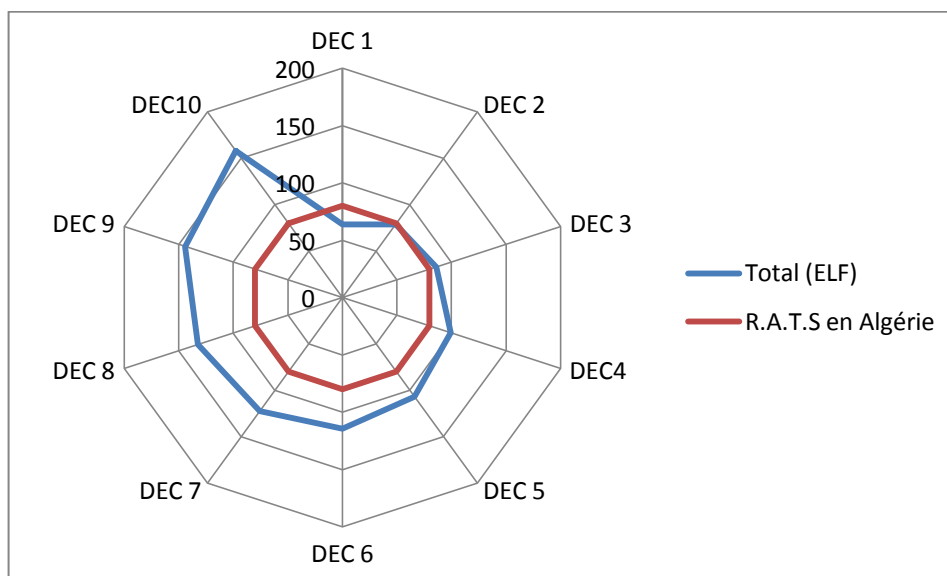 DEC 1
200
DEC10
DEC 2
150
100
DEC 9
50
DEC 3
0
Total (ELF)
R.A.T.S en Algérie
DEC 8
DEC4
DEC 7
DEC 5
DEC 6